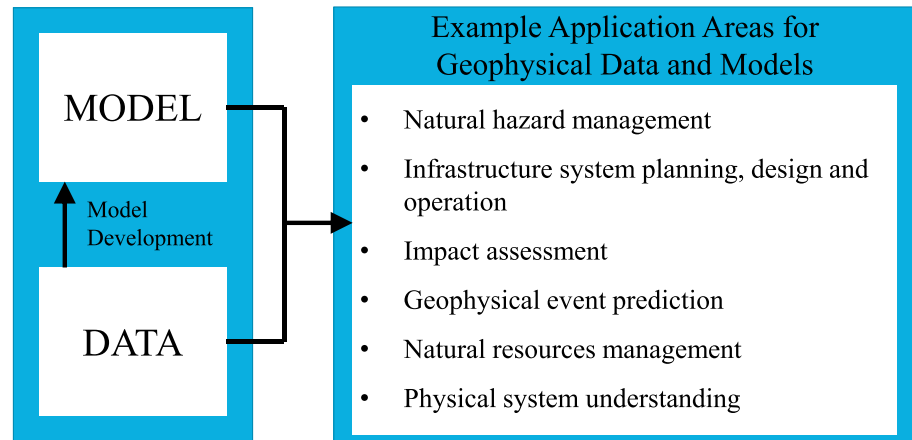 MODEL
Model
Development
DATA
Example Application Areas for
Geophysical Data and Models
• Natural hazard management
• Infrastructure system planning, design and
operation
• Impact assessment
• Geophysical event prediction
• Natural resources management
• Physical system understanding